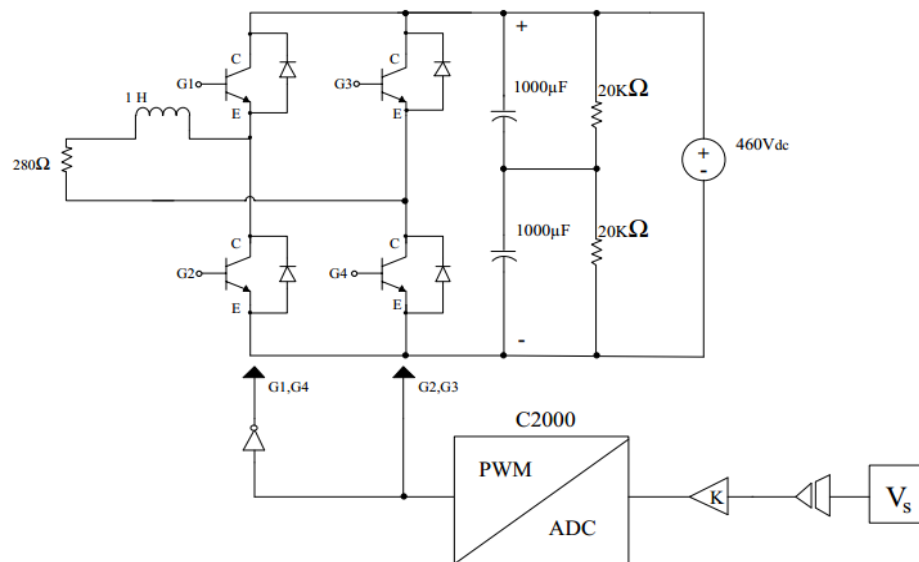 C
C
+
G1
G3
1000µF
20KΩ
1 H
E
E
460Vdc
+
-
280Ω
C
C
1000µF
20KΩ
G2
G4
E
E
-
G1,G4
G2,G3
C2000
PWM
K
Vs
ADC